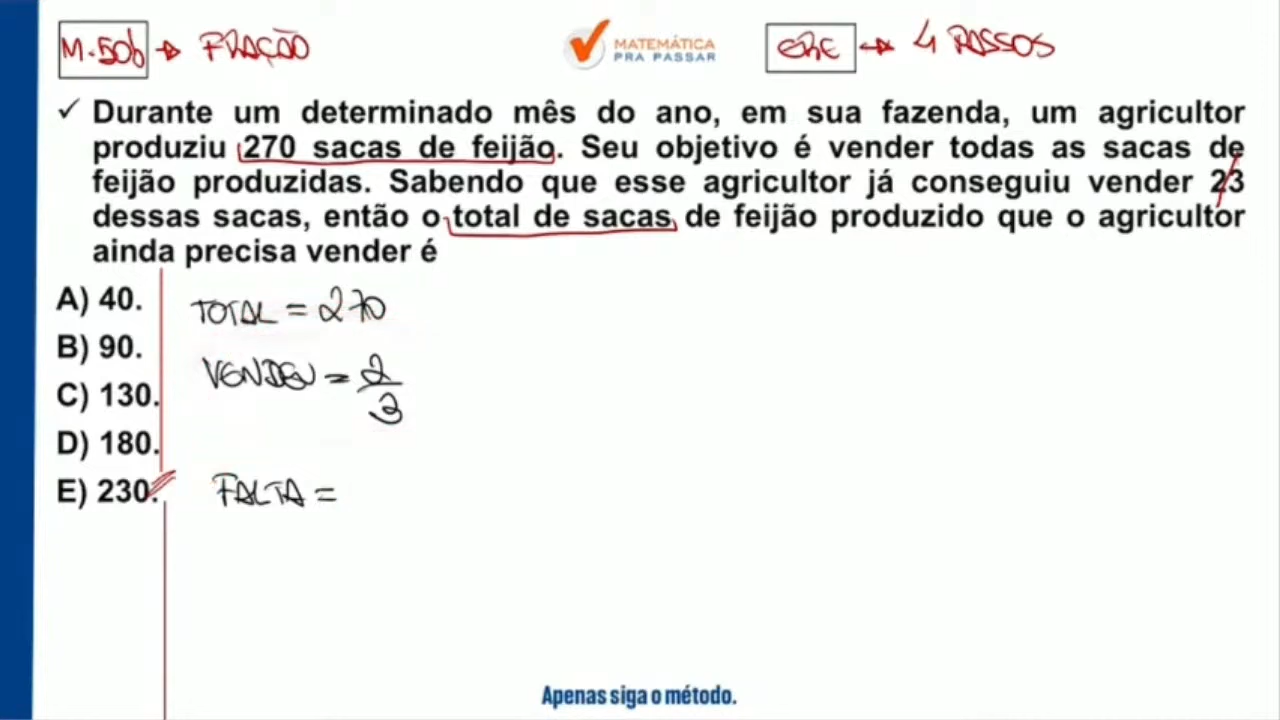 M.50b → FRAÇÃO
MATEMÁTICA
PRA PASSAR
→ 4 PASSOS
✓ Durante um determinado mês do ano, em sua fazenda, um agricultor
produziu 270 sacas de feijão. Seu objetivo é vender todas as sacas de
feijão produzidas. Sabendo que esse agricultor já conseguiu vender 2/3
dessas sacas, então o total de sacas de feijão produzido que o agricultor
ainda precisa vender é
A) 40.
B) 90.
C) 130.
D) 180.
E) 230.
TOTAL = 270
VENDEU = 2/3
FALTA =
Apenas siga o método.